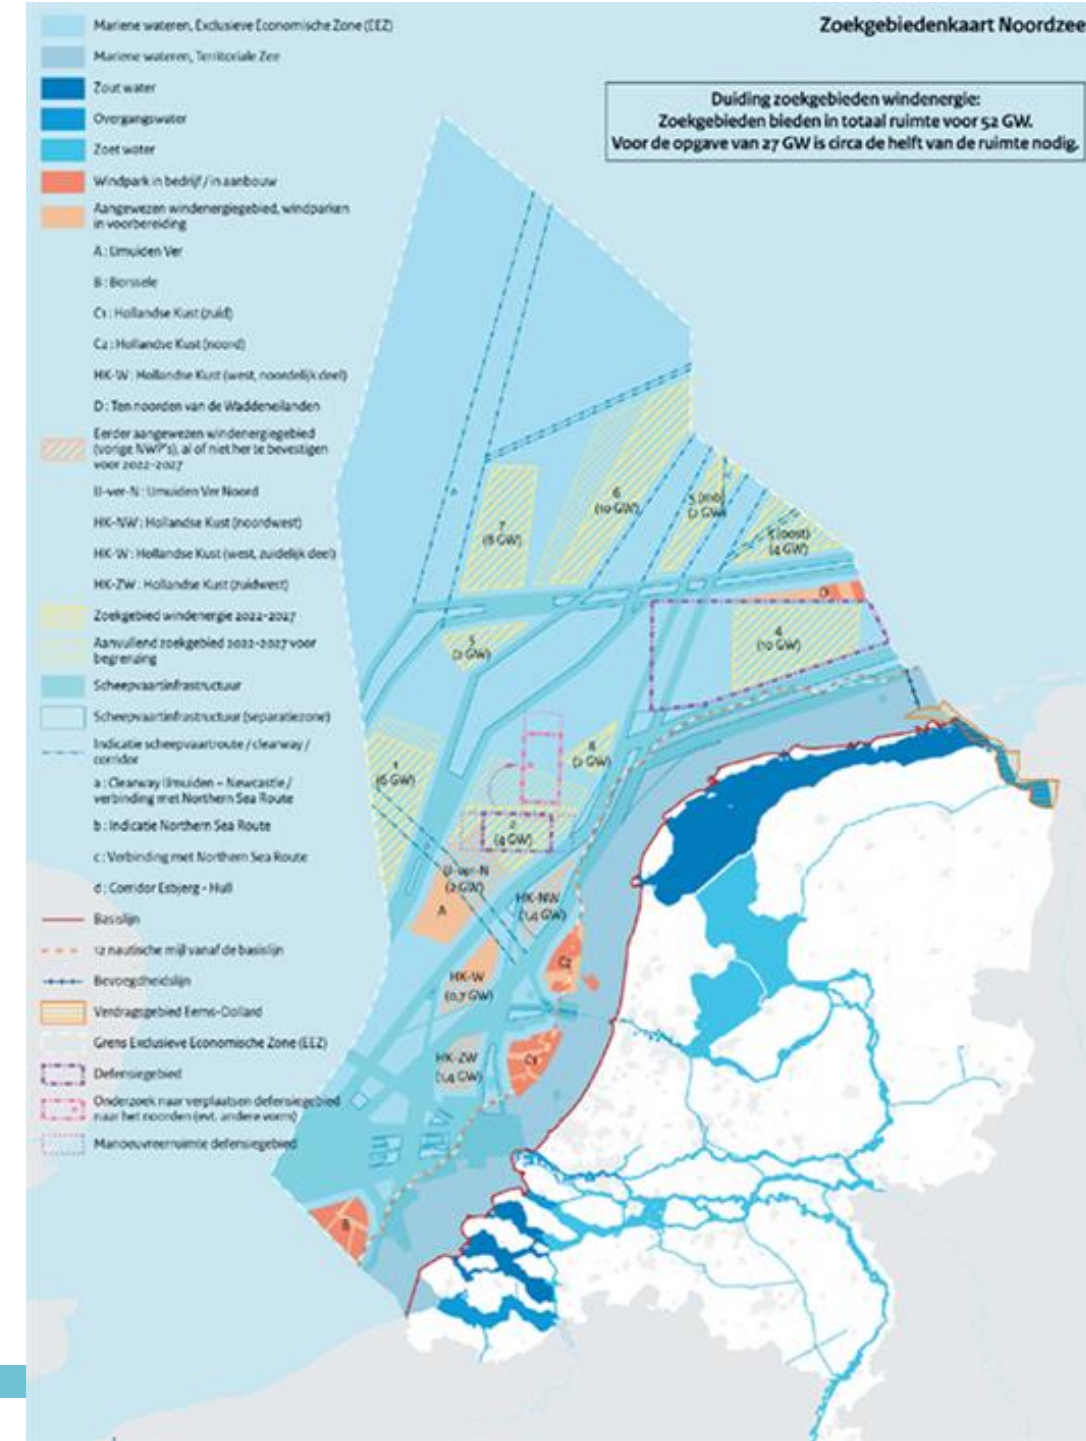 Zoekgebiedenkaart Noordzee
Duiding zoekgebieden windenergie:
Zoekgebieden bieden in totaal ruimte voor 52 GW.
Voor de opgave van 27 GW is circa de helft van de ruimte nodig.
Mariene wateren, Exclusieve Economische Zone (EEZ)
Mariene wateren, Territoriale Zee
Zout water
Overgangswater
Zoet water
Windpark in bedrijf / in aanbouw
Aangewezen windenergiegebied, windparken
in voorbereiding
A : IJmuiden Ver
B : Borssele
C1 : Hollandse Kust (zuid)
C2 : Hollandse Kust (noord)
HK-W : Hollandse Kust (west, noordelijk deel)
D : Ten noorden van de Waddeneilanden
Eerder aangewezen windenergiegebied
(vorige NWP's), al of niet her te bevestigen
voor 2022-2027
IJ-ver-N : IJmuiden Ver Noord
HK-NW : Hollandse Kust (noordwest)
HK-W : Hollandse Kust (west, zuidelijk deel)
HK-ZW : Hollandse Kust (zuidwest)
Zoekgebied windenergie 2022-2027
Aanvullend zoekgebied 2022-2027 voor
begrenzing
Scheepvaartinfrastructuur
Scheepvaartinfrastructuur (separatiezone)
Indicatie scheepvaartroute / clearway /
corridor
a : Clearway IJmuiden – Newcastle /
verbinding met Northern Sea Route
b : Indicatie Northern Sea Route
c : Verbinding met Northern Sea Route
d : Corridor Esbjerg - Hull
Basislijn
12 nautische mijl vanaf de basislijn
Bevoegdheidslijn
Verdragsgebied Eems-Dollard
Grens Exclusieve Economische Zone (EEZ)
Defensiegebied
Onderzoek naar verplaatsen defensiegebied
naar het noorden (evt. andere vorm)
Manoeuvreerruimte defensiegebied
6
(10 GW)
5 (mid)
(2 GW)
7
(8 GW)
5 (oost)
(4 GW)
D
3
(2 GW)
4
(10 GW)
1
(6 GW)
8
(2 GW)
2
(4 GW)
IJ-ver-N
(2 GW)
A
HK-NW
(1,4 GW)
C2
HK-W
(0,7 GW)
HK-ZW
(1,4 GW)
C1
B